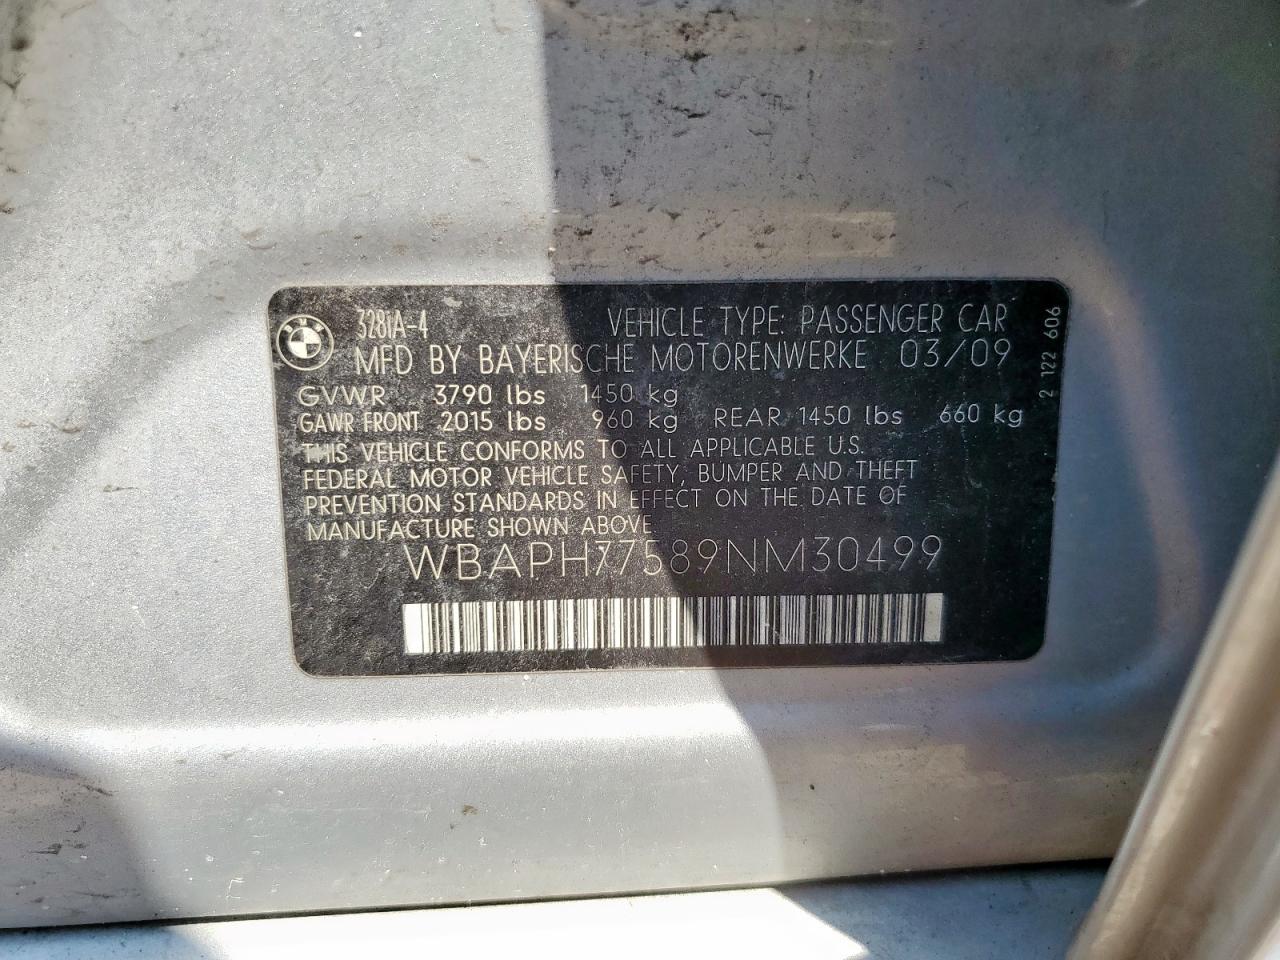 BMW
328iA-4 VEHICLE TYPE: PASSENGER CAR
MFD BY BAYERISCHE MOTORENWERKE 03/09
GVWR 3790 lbs 1450 kg
GAWR FRONT 2015 lbs 960 kg REAR 1450 lbs 660 kg
THIS VEHICLE CONFORMS TO ALL APPLICABLE U.S.
FEDERAL MOTOR VEHICLE SAFETY, BUMPER AND THEFT
PREVENTION STANDARDS IN EFFECT ON THE DATE OF
MANUFACTURE SHOWN ABOVE
WBAPH77589NM30499
2 122 606